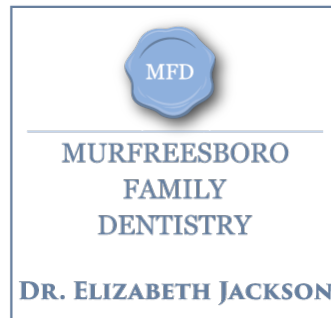 MFD
MURFREESBORO
FAMILY
DENTISTRY
DR. ELIZABETH JACKSON